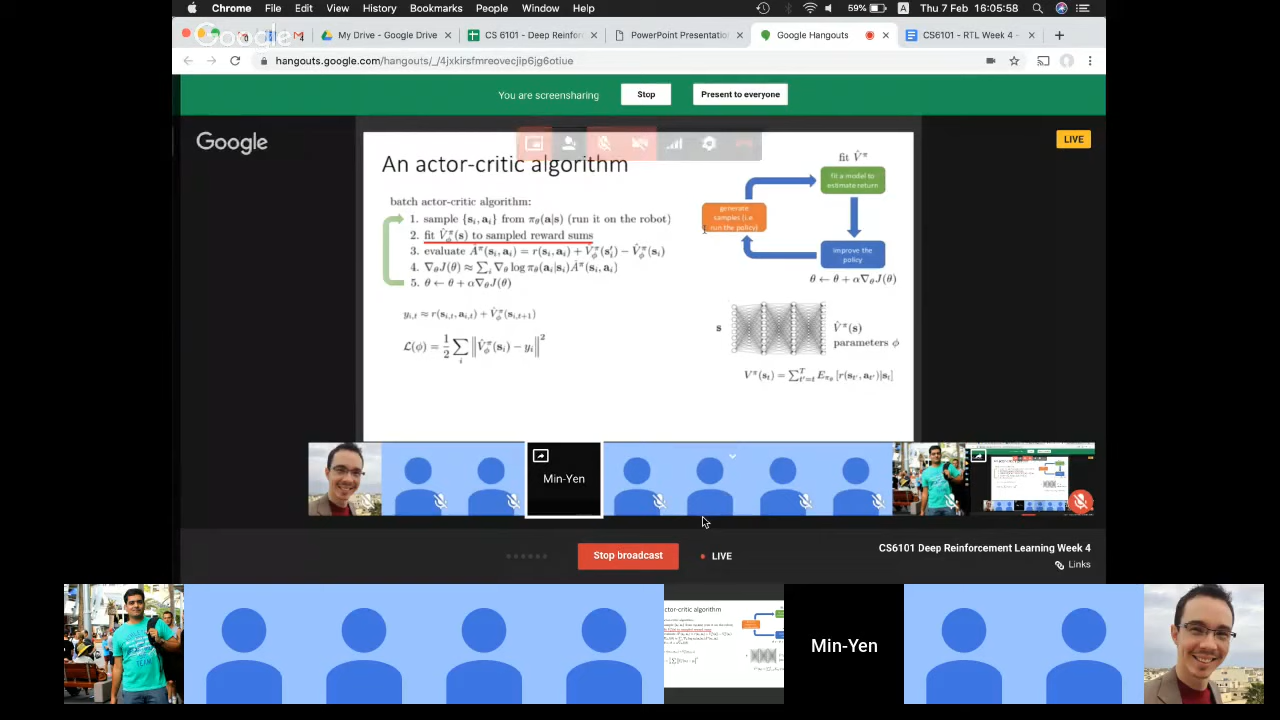 Chrome File Edit View History Bookmarks People Window Help
59% A Thu 7 Feb 16:05:58
My Drive - Google Drive
CS 6101 - Deep Reinforc
PowerPoint Presentation
Google Hangouts
CS6101 - RTL Week 4 -
Google
hangouts.google.com/hangouts/_/4jxkirsfmreovecjip6jg6otiue
You are screensharing
Stop
Present to everyone
Google
LIVE
An actor-critic algorithm
batch actor-critic algorithm:
1. sample {s_i, a_i} from π_θ(a|s) (run it on the robot)
2. fit V̂^π_φ(s) to sampled reward sums
3. evaluate Â^π(s_i, a_i) = r(s_i, a_i) + V̂^π_φ(s'_i) − V̂^π_φ(s_i)
4. ∇_θJ(θ) ≈ ∑_i ∇_θ log π_θ(a_i|s_i)Â^π(s_i, a_i)
5. θ ← θ + α∇_θJ(θ)
y_{i,t} ≈ r(s_{i,t}, a_{i,t}) + V̂^π_φ(s_{i,t+1})
L(φ) = 1/2 ∑_i ‖V̂^π_φ(s_i) − y_i‖²
fit V̂^π
fit a model to
estimate return
generate
samples (i.e.
run the policy)
improve the
policy
θ ← θ + α∇_θJ(θ)
s
V̂^π(s)
parameters φ
V^π(s_t) = ∑^T_{t'=t} E_{π_θ}[r(s_{t'}, a_{t'})|s_t]
Min-Yen
Stop broadcast
LIVE
CS6101 Deep Reinforcement Learning Week 4
Links
ctor-critic algorithm
Min-Yen